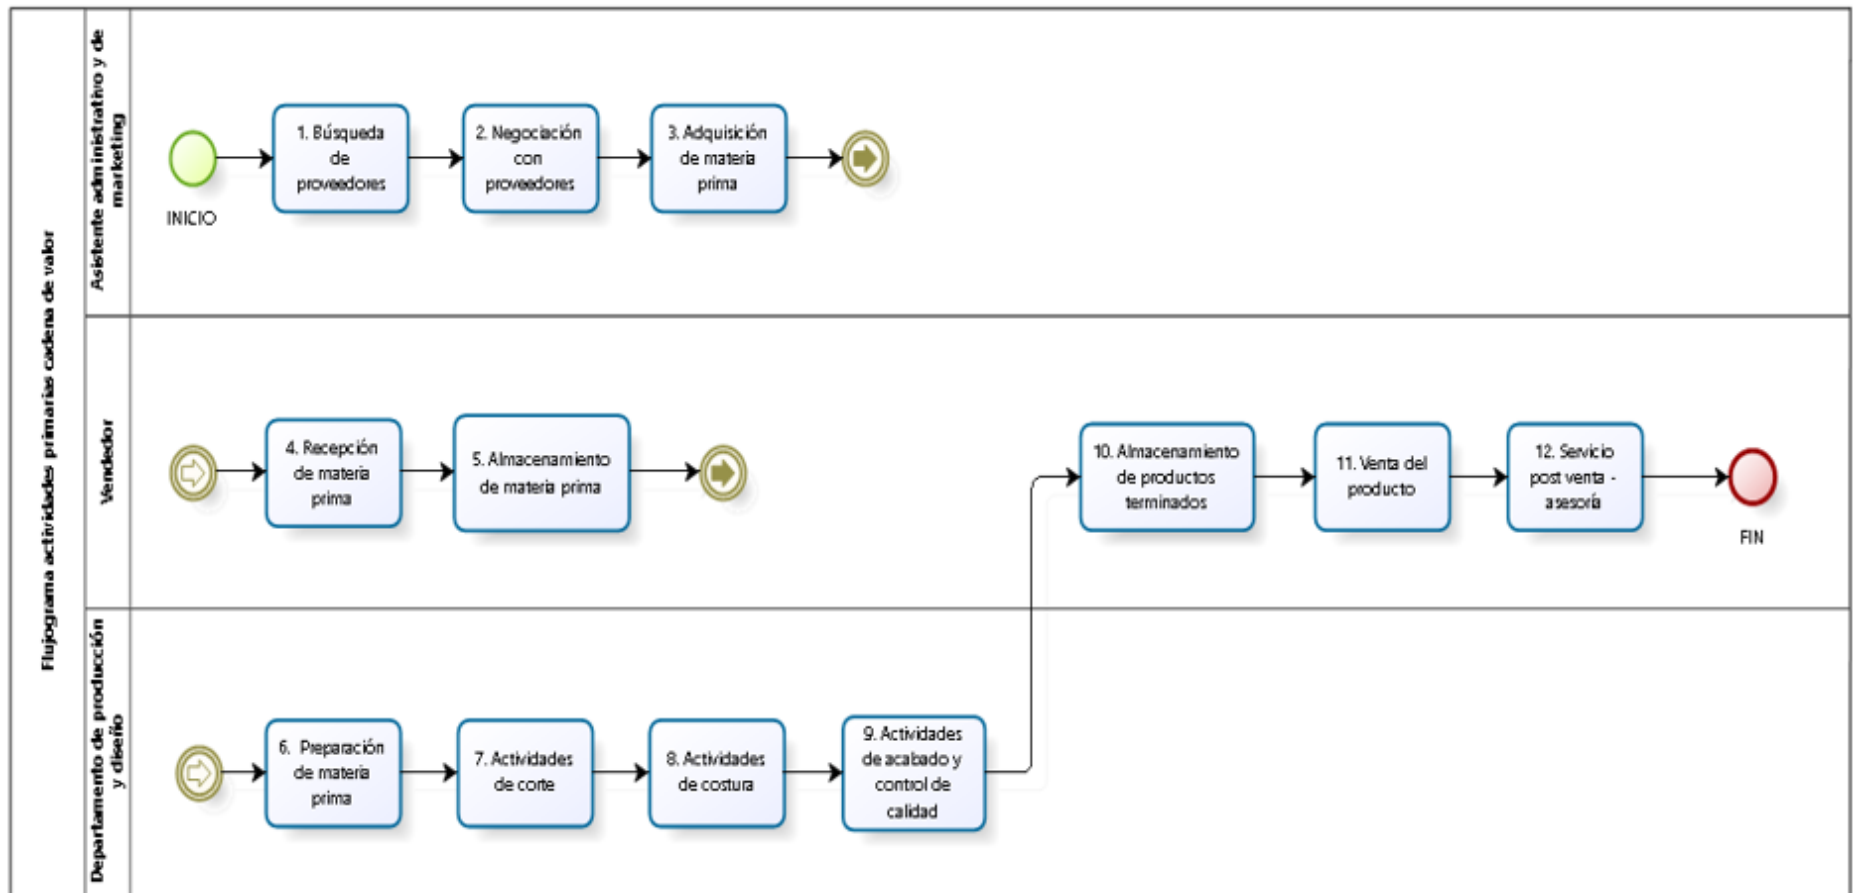 Flujograma actividades primarias cadena de valor
Asistente administrativo y de
marketing
INICIO
1. Búsqueda
de
proveedores
2. Negociación
con
proveedores
3. Adquisición
de materia
prima
Vendedor
4. Recepción
de materia
prima
5. Almacenamiento
de materia prima
10. Almacenamiento
de productos
terminados
11. Venta del
producto
12. Servicio
post venta -
asesoría
FIN
Departamento de producción
y diseño
6. Preparación
de materia
prima
7. Actividades
de corte
8. Actividades
de costura
9. Actividades
de acabado y
control de
calidad